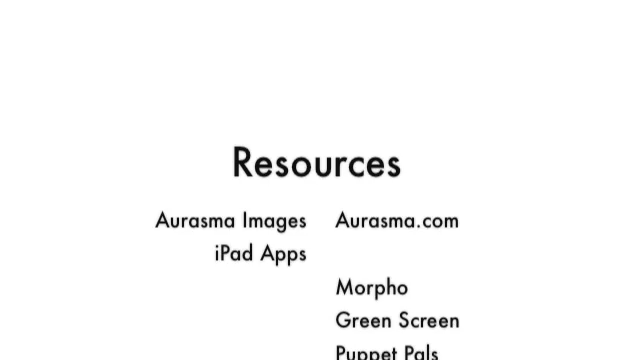 Resources
Aurasma Images Aurasma.com
iPad Apps
Morpho
Green Screen
Puppet Pals